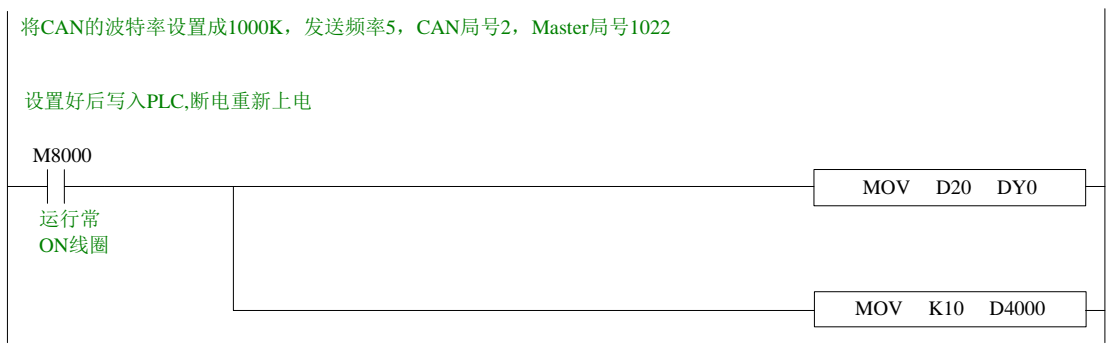 将CAN的波特率设置成1000K，发送频率5，CAN局号2，Master局号1022
设置好后写入PLC,断电重新上电
M8000
MOV D20 DY0
运行常
ON线圈
MOV K10 D4000